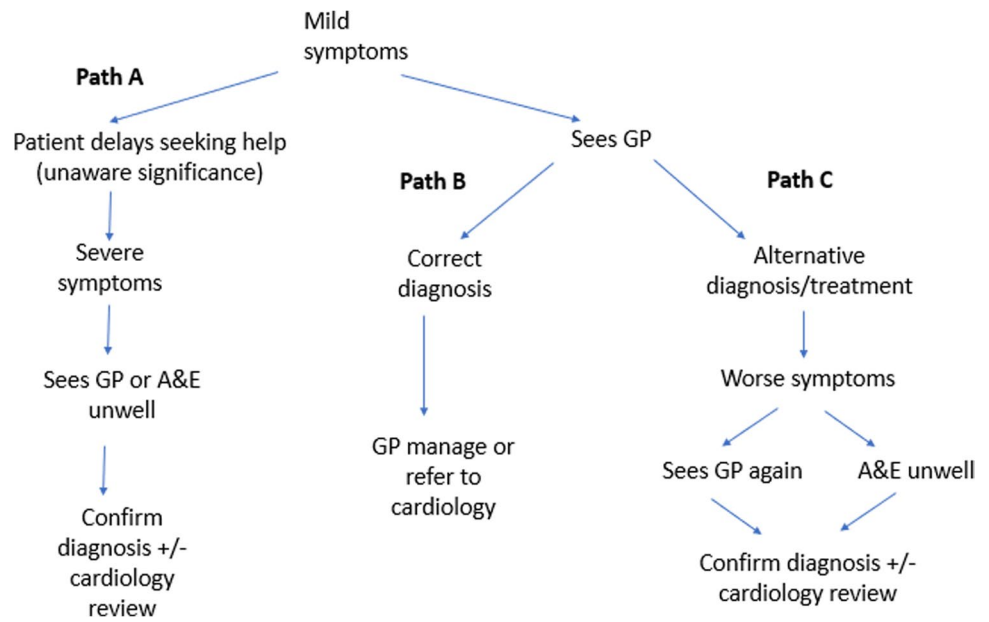 Mild
symptoms
Path A
Patient delays seeking help
(unaware significance)
Severe
symptoms
Sees GP or A&E
unwell
Confirm
diagnosis +/-
cardiology
review
Sees GP
Path B
Correct
diagnosis
GP manage or
refer to
cardiology
Path C
Alternative
diagnosis/treatment
Worse symptoms
Sees GP again
A&E unwell
Confirm diagnosis +/-
cardiology review